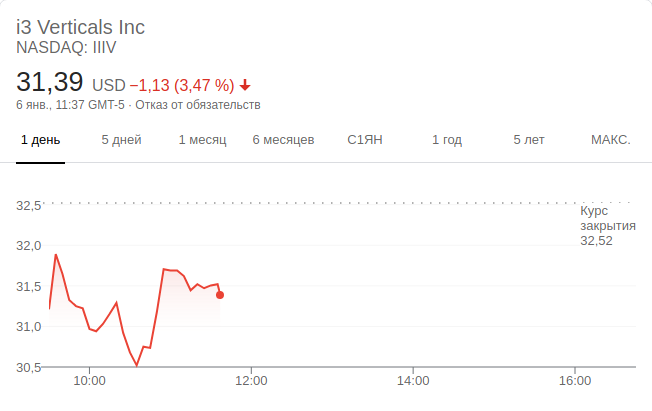 i3 Verticals Inc
NASDAQ: IIIV
31,39 USD −1,13 (3,47 %)
6 янв., 11:37 GMT-5 · Отказ от обязательств
1 день 5 дней 1 месяц 6 месяцев С1ЯН 1 год 5 лет МАКС.
32,5
Курс
закрытия
32,52
32,0
31,5
31,0
30,5
10:00 12:00 14:00 16:00